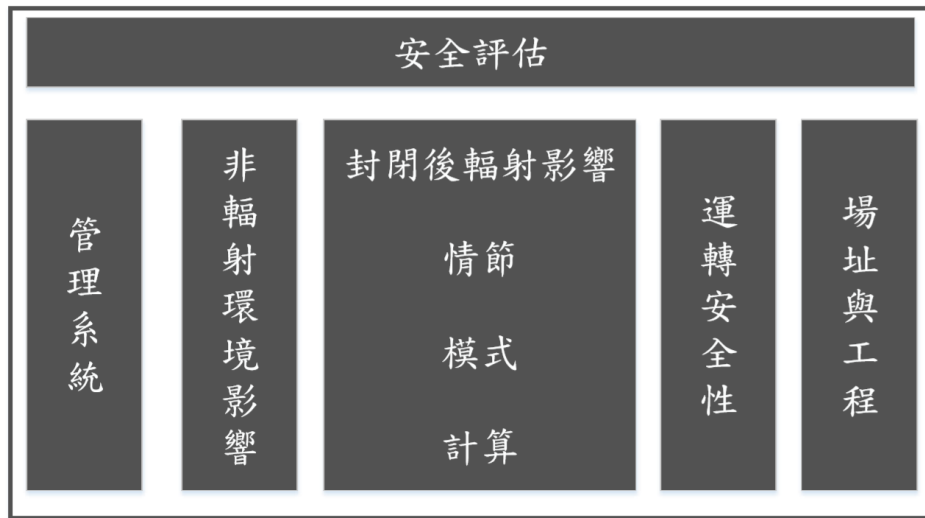 安全評估
管理系統
非輻射環境影響
封閉後輻射影響
情節
模式
計算
運轉安全性
場址與工程